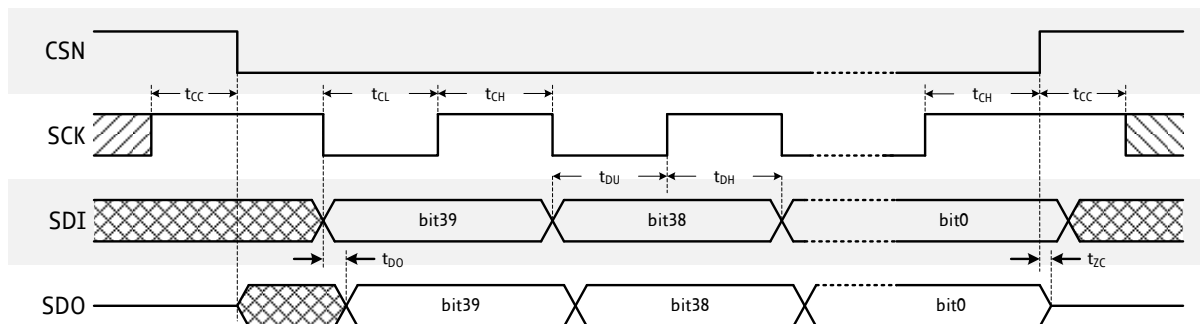 CSN
tCC tCL tCH tCH tCC
SCK
tDU tDH
SDI bit39 bit38 bit0
tDO tZC
SDO bit39 bit38 bit0